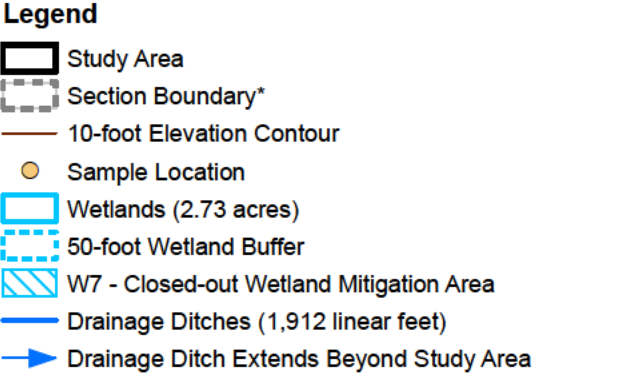 Legend
Study Area
Section Boundary*
10-foot Elevation Contour
Sample Location
Wetlands (2.73 acres)
50-foot Wetland Buffer
W7 - Closed-out Wetland Mitigation Area
Drainage Ditches (1,912 linear feet)
Drainage Ditch Extends Beyond Study Area